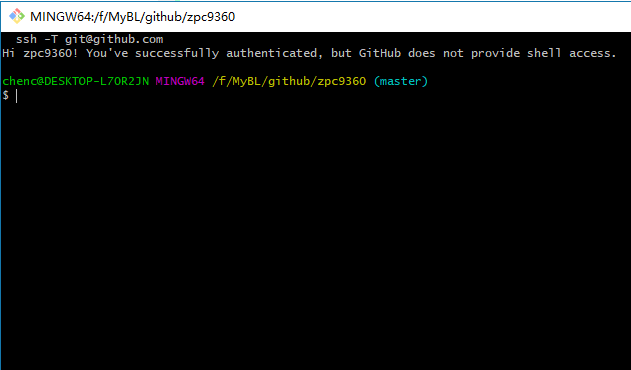 MINGW64:/f/MyBL/github/zpc9360
ssh -T git@github.com
Hi zpc9360! You've successfully authenticated, but GitHub does not provide shell access.
chenc@DESKTOP-L7OR2JN MINGW64 /f/MyBL/github/zpc9360 (master)
$